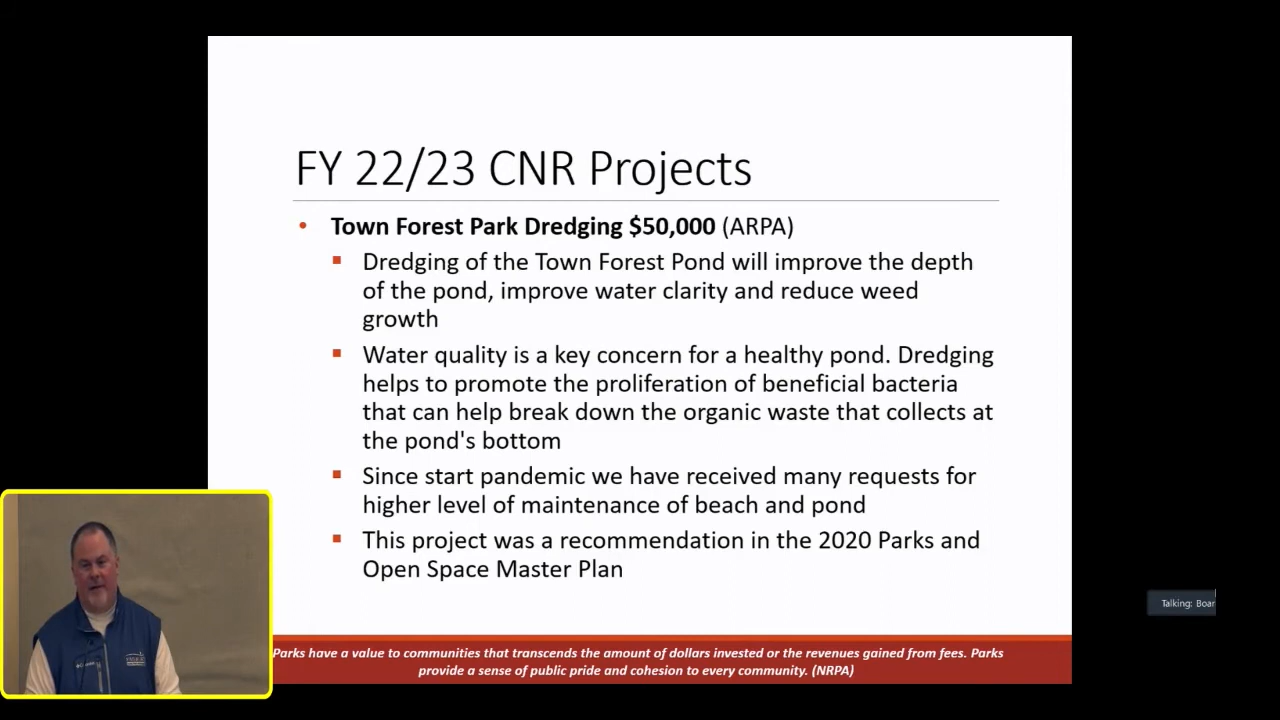 FY 22/23 CNR Projects
• Town Forest Park Dredging $50,000 (ARPA)
▪ Dredging of the Town Forest Pond will improve the depth
of the pond, improve water clarity and reduce weed
growth
▪ Water quality is a key concern for a healthy pond. Dredging
helps to promote the proliferation of beneficial bacteria
that can help break down the organic waste that collects at
the pond's bottom
▪ Since start pandemic we have received many requests for
higher level of maintenance of beach and pond
▪ This project was a recommendation in the 2020 Parks and
Open Space Master Plan
Talking: Boar
Parks have a value to communities that transcends the amount of dollars invested or the revenues gained from fees. Parks
provide a sense of public pride and cohesion to every community. (NRPA)